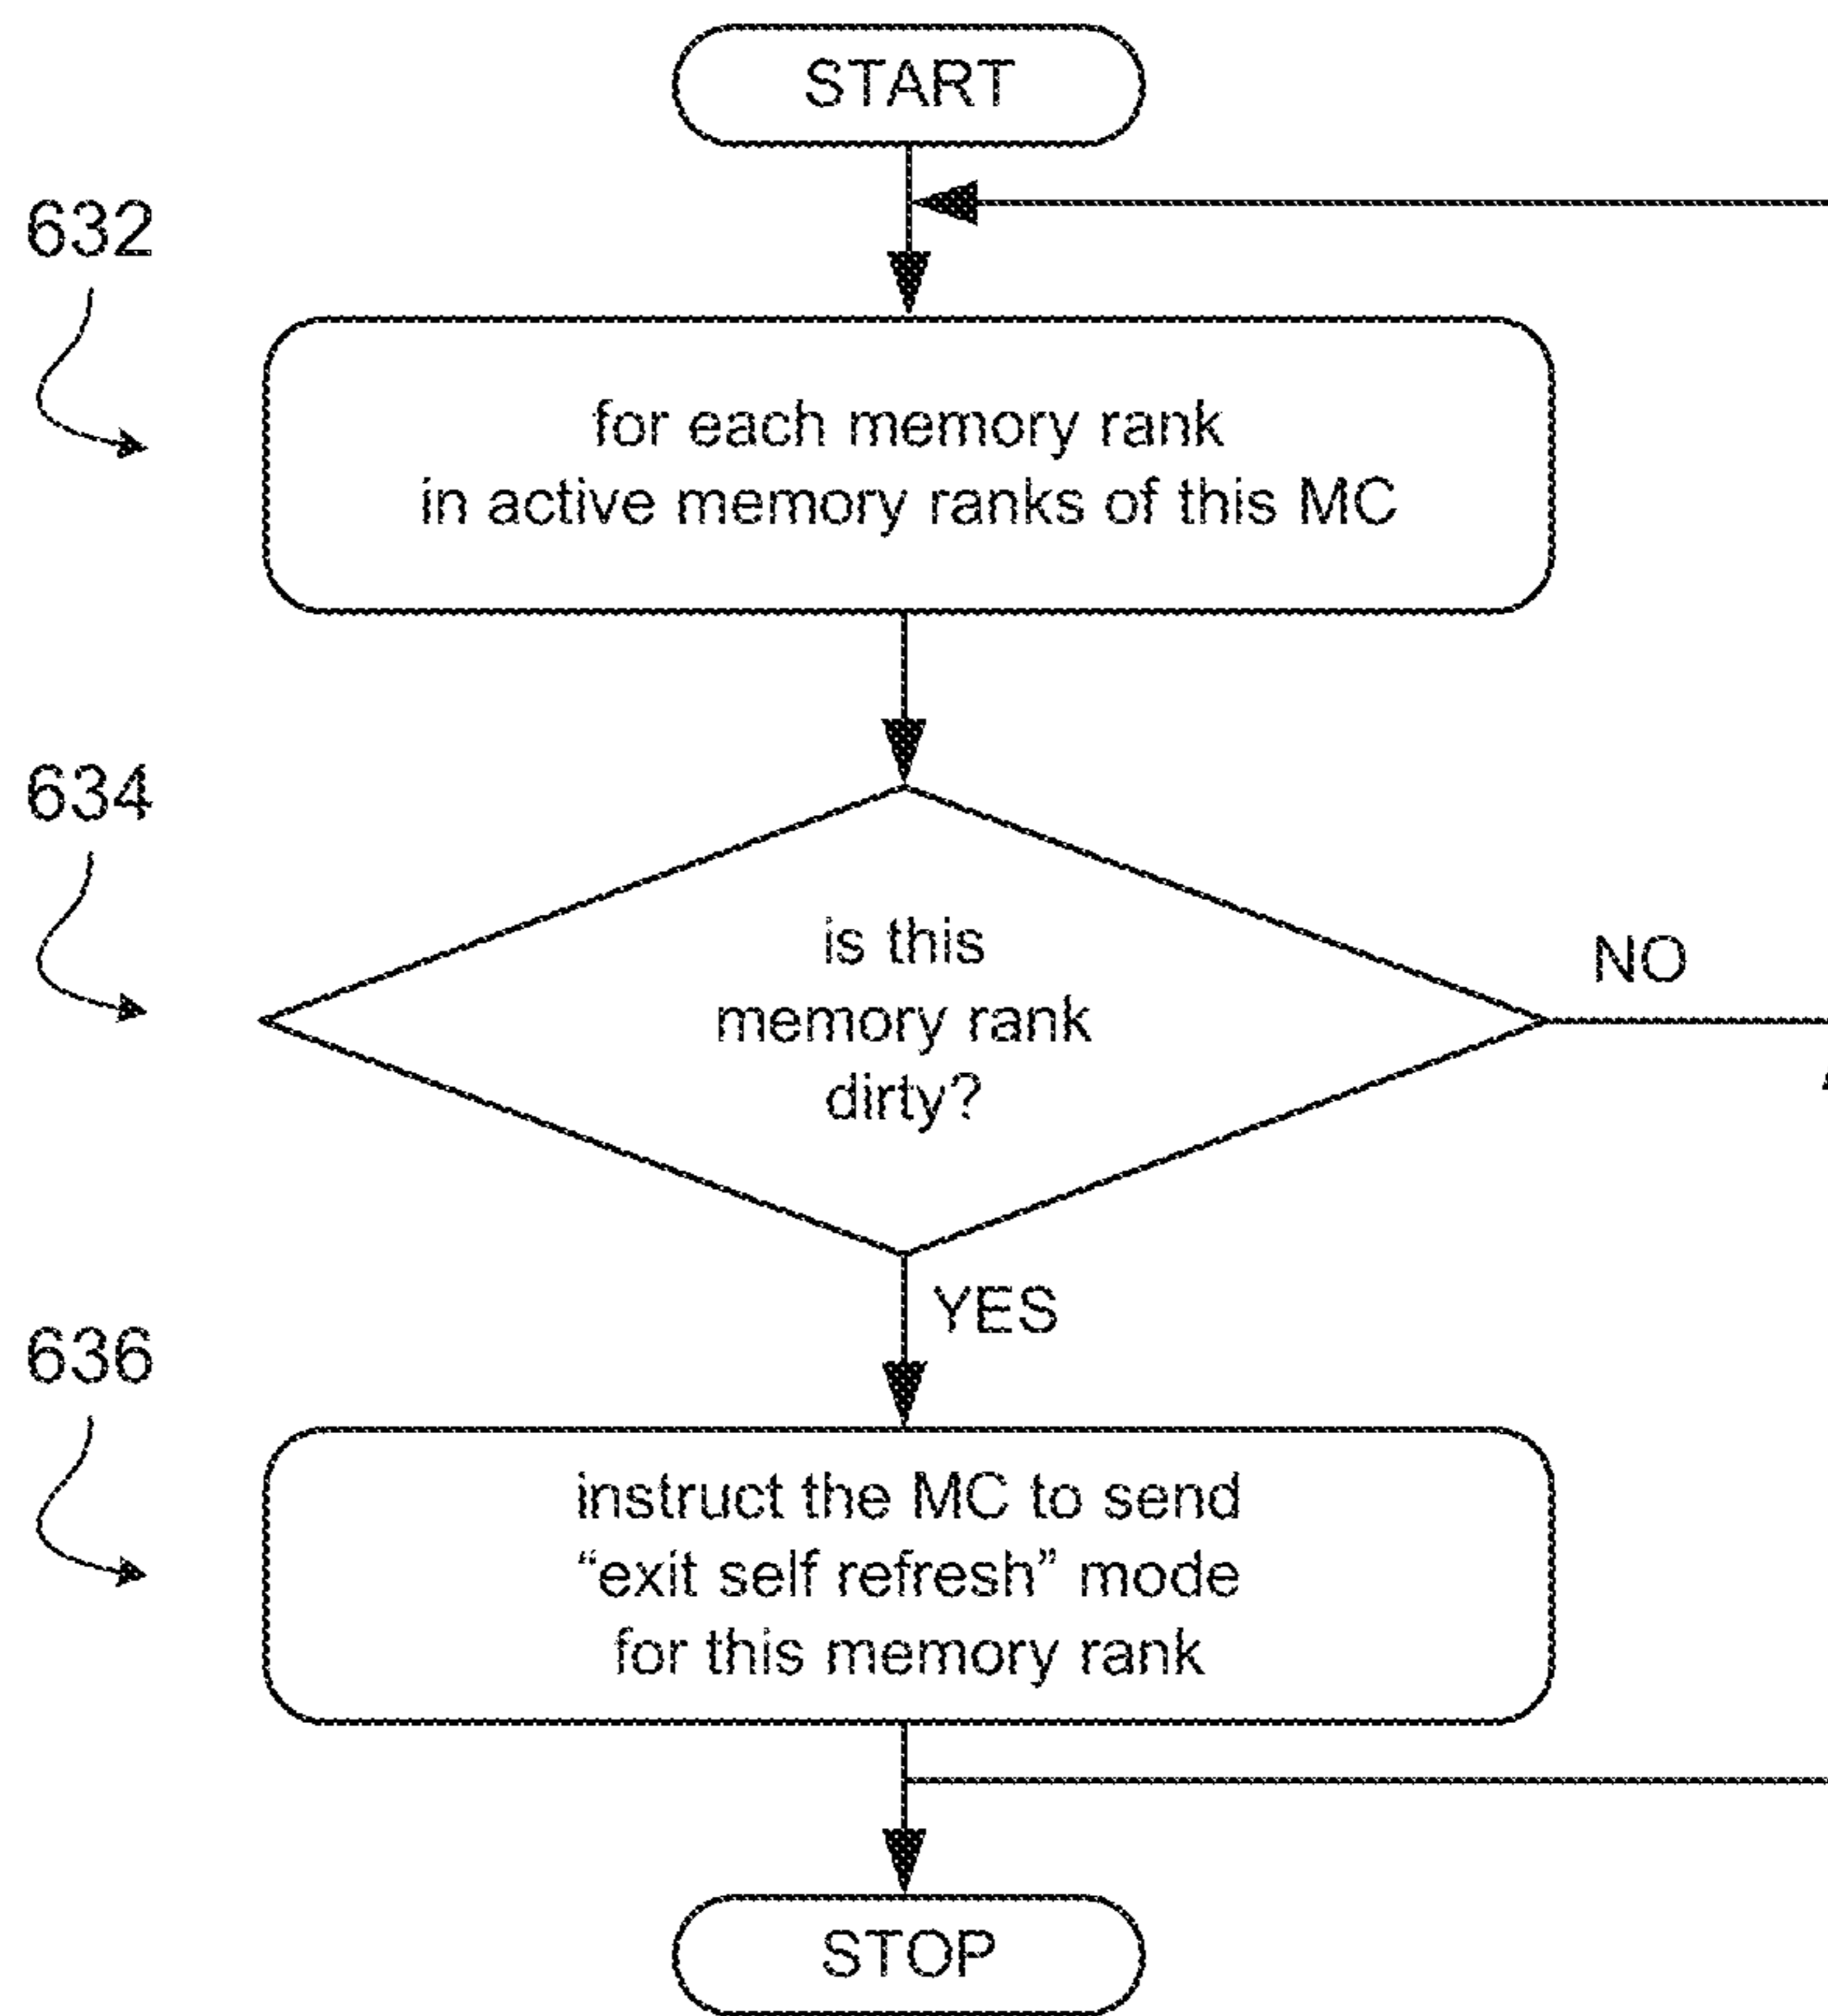 START
632
for each memory rank
in active memory ranks of this MC
634
is this
memory rank
dirty?
NO
YES
636
instruct the MC to send
“exit self refresh” mode
for this memory rank
STOP